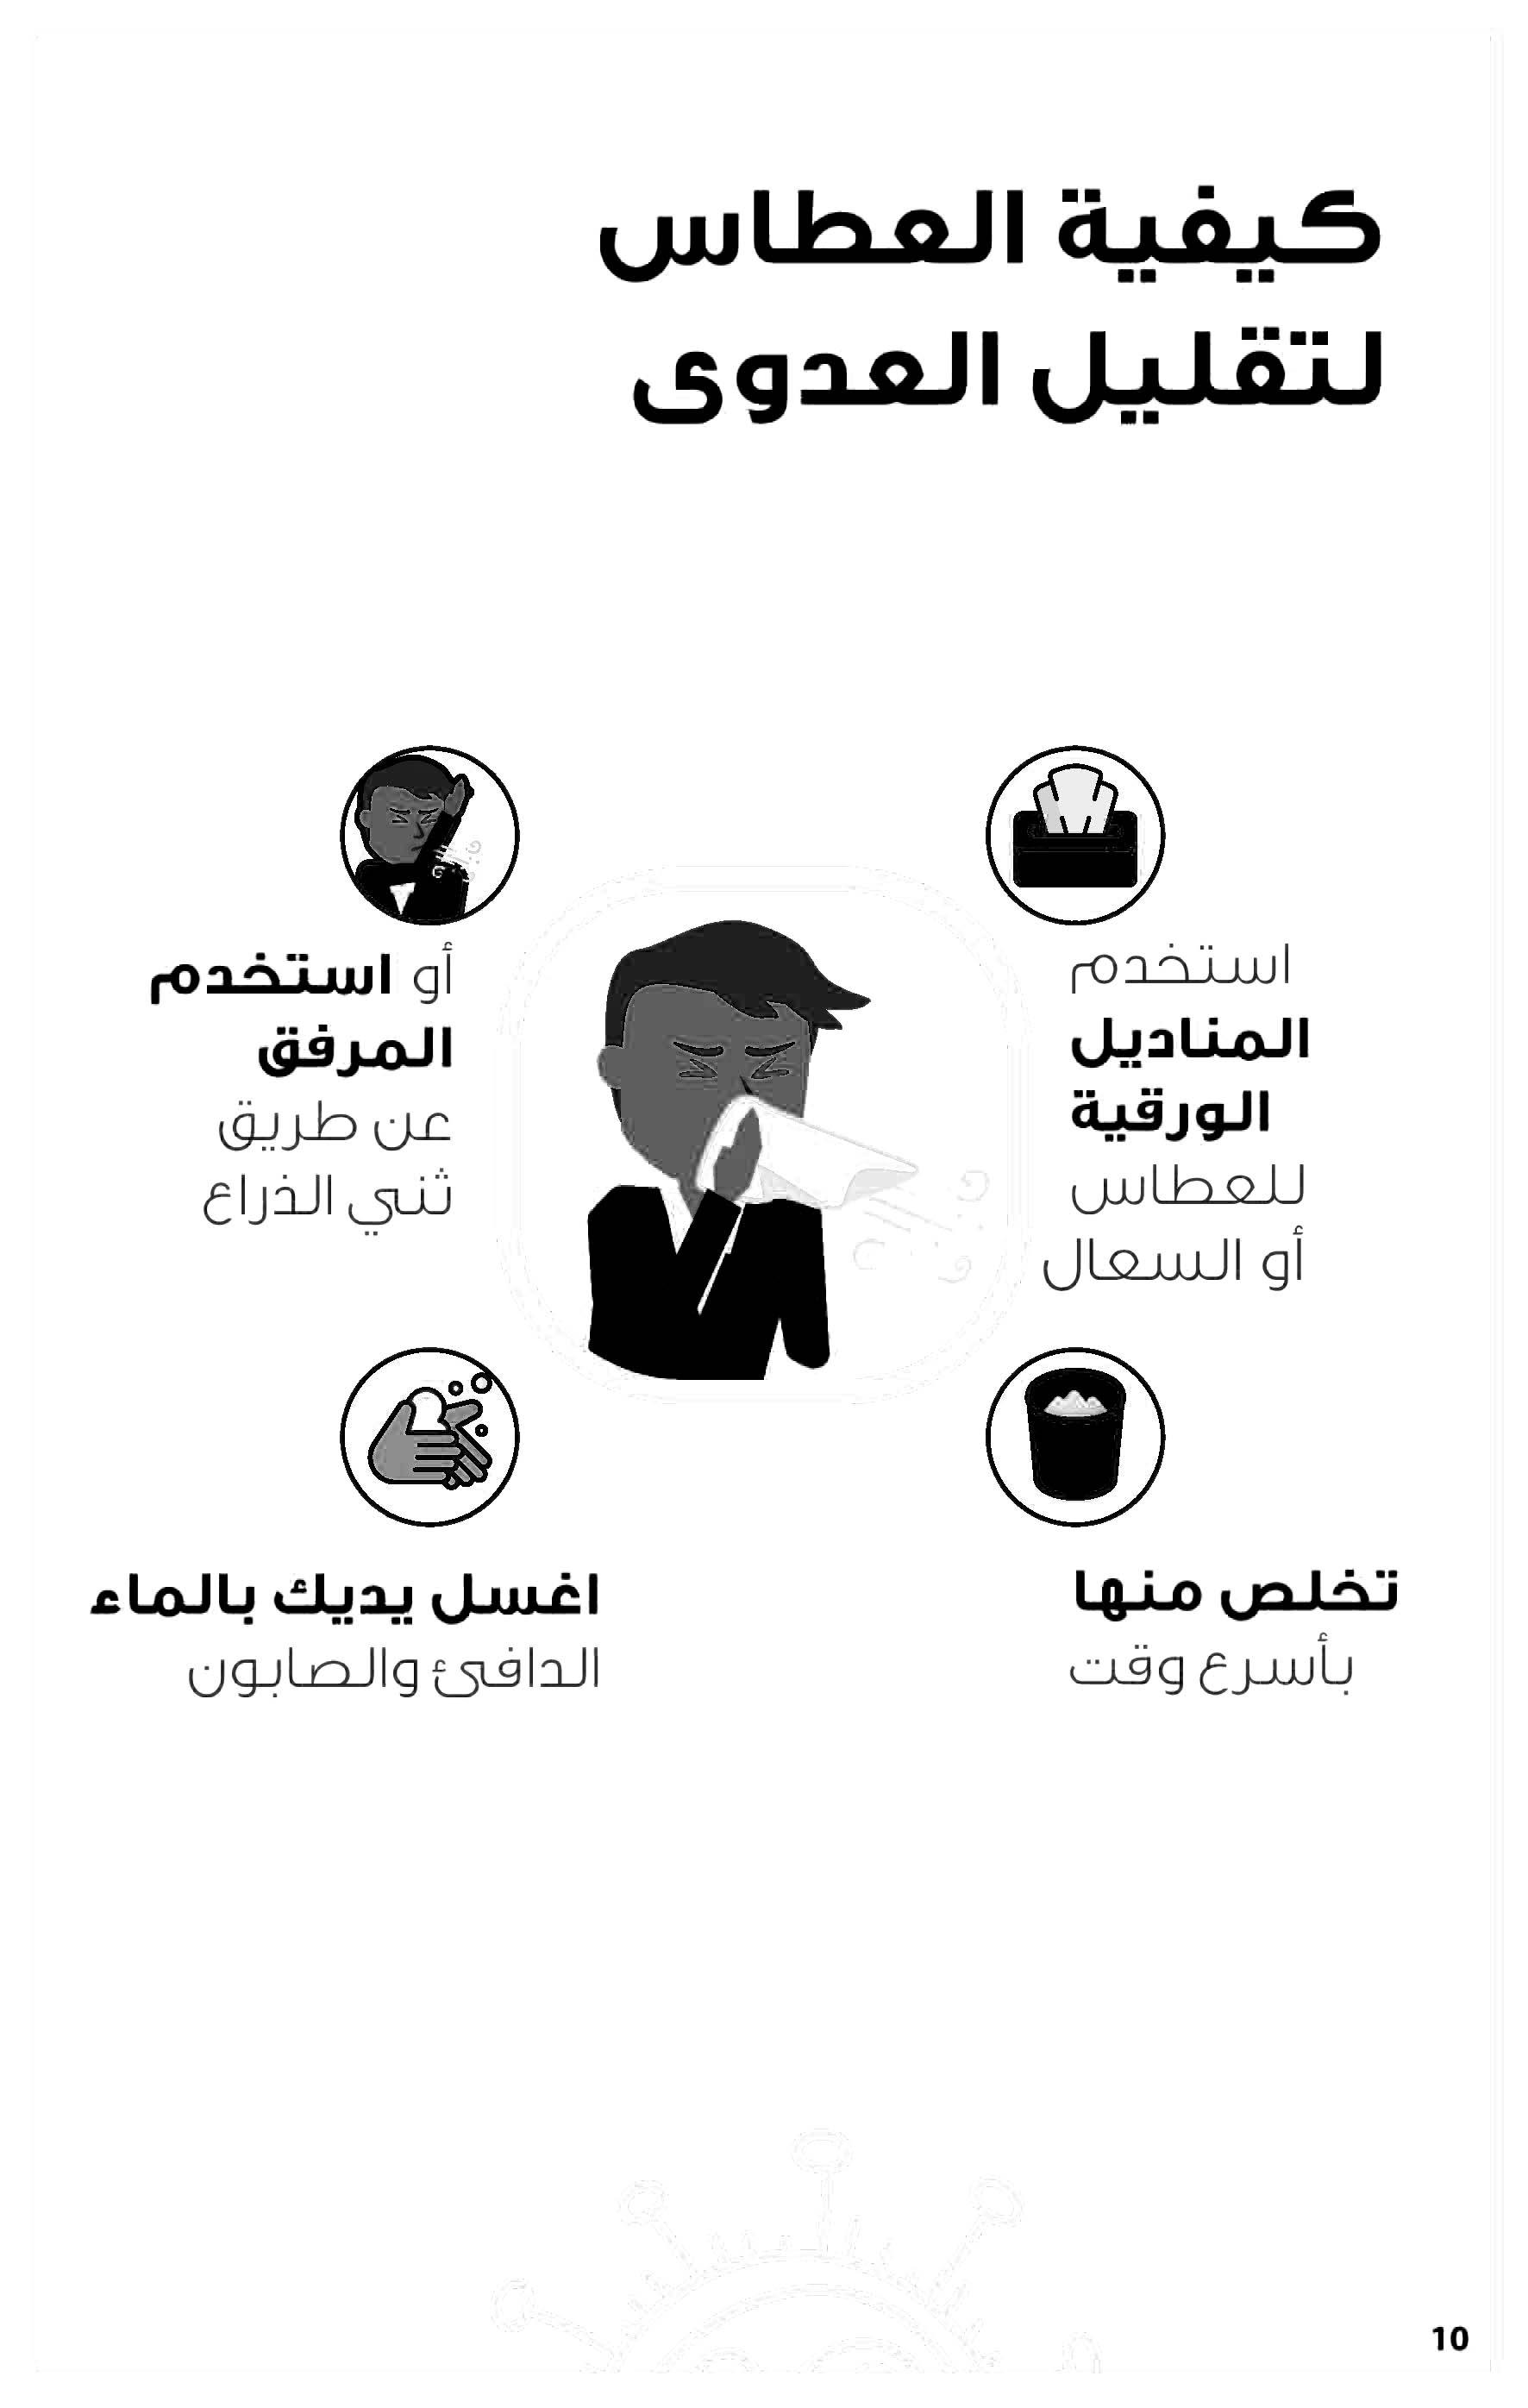 كيفية العطاس
لتقليل العدوى
استخدم
المناديل
الورقية
للعطاس
أو السعال
أو استخدم
المرفق
عن طريق
ثني الذراع
تخلص منها
بأسرع وقت
اغسل يديك بالماء
الدافئ والصابون
10